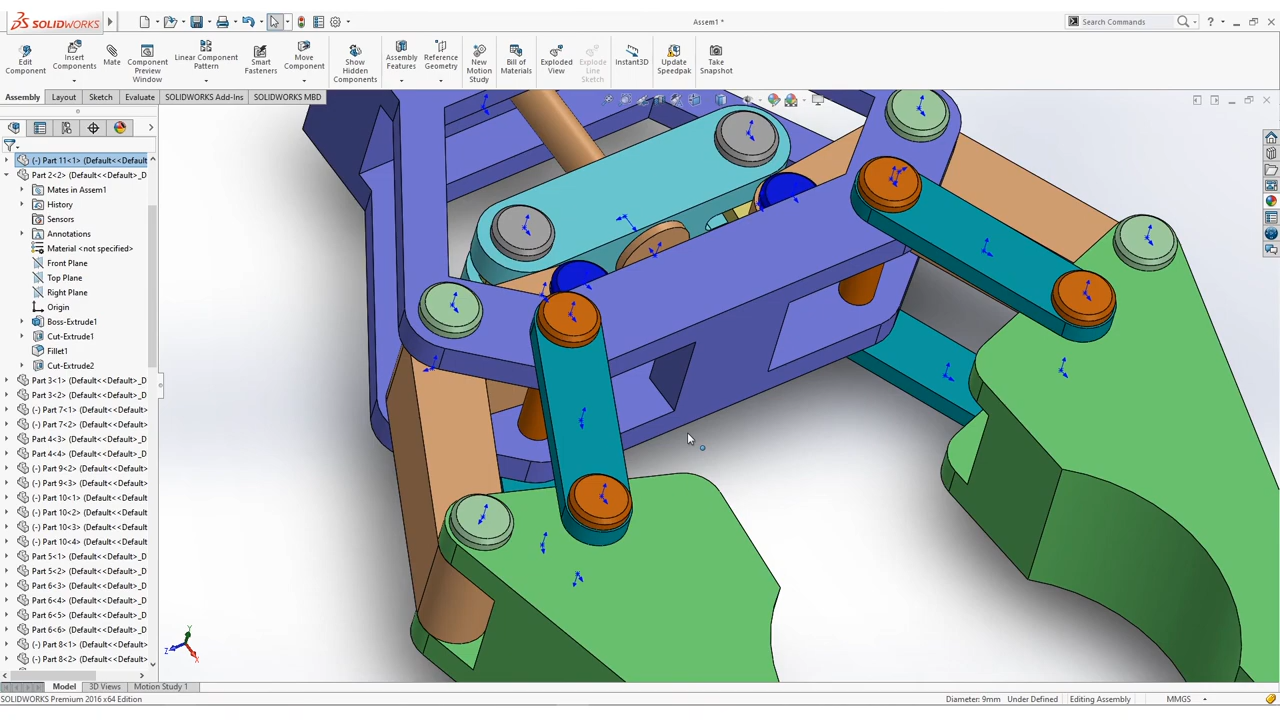 SOLIDWORKS
Assem1 *
Search Commands
?
Edit Component
Insert Components
Mate
Component Preview Window
Linear Component Pattern
Smart Fasteners
Move Component
Show Hidden Components
Assembly Features
Reference Geometry
New Motion Study
Bill of Materials
Exploded View
Explode Line Sketch
Instant3D
Update Speedpak
Take Snapshot
Assembly Layout Sketch Evaluate SOLIDWORKS Add-Ins SOLIDWORKS MBD
(-) Part 11<1> (Default<<Default
Part 2<2> (Default<<Default
Mates in Assem1
History
Sensors
Annotations
Material <not specified>
Front Plane
Top Plane
Right Plane
Origin
Boss-Extrude1
Cut-Extrude1
Fillet1
Cut-Extrude2
Part 3<1> (Default<<Default>_D
Part 3<2> (Default<<Default>_D
(-) Part 7<1> (Default<<Default
(-) Part 7<2> (Default<<Default
Part 4<3> (Default<<Default>_D
Part 4<4> (Default<<Default>_D
(-) Part 9<2> (Default<<Default
(-) Part 9<3> (Default<<Default
(-) Part 10<1> (Default<<Default
(-) Part 10<2> (Default<<Default
(-) Part 10<3> (Default<<Default
(-) Part 10<4> (Default<<Default
Part 5<1> (Default<<Default>_D
Part 5<2> (Default<<Default>_D
Part 6<3> (Default<<Default>_D
Part 6<4> (Default<<Default>_D
Part 6<5> (Default<<Default>_D
Part 6<6> (Default<<Default>_D
(-) Part 8<1> (Default<<Default
(-) Part 8<2> (Default<<Default
Y
Z
X
Model 3D Views Motion Study 1
SOLIDWORKS Premium 2016 x64 Edition
Diameter: 9mm Under Defined Editing Assembly MMGS